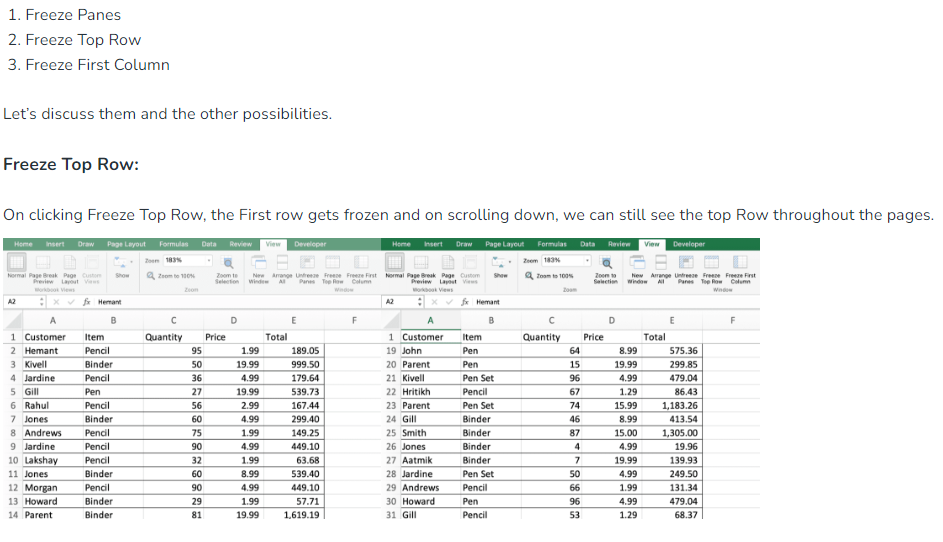 1. Freeze Panes
2. Freeze Top Row
3. Freeze First Column
Let's discuss them and the other possibilities.
Freeze Top Row:
On clicking Freeze Top Row, the First row gets frozen and on scrolling down, we can still see the top Row throughout the pages.
Home Insert Draw Page Layout Formulas Data Review View Developer
Zoom 183%
Normal Page Break Preview Page Layout Custom Views Show Zoom to 100% Zoom to Selection New Window Arrange All Unfreeze Panes Freeze Top Row Freeze First Column
Workbook Views Zoom Window
A2 fx Hemant
A B C D E F
1 Customer Item Quantity Price Total
2 Hemant Pencil 95 1.99 189.05
3 Kivell Binder 50 19.99 999.50
4 Jardine Pencil 36 4.99 179.64
5 Gill Pen 27 19.99 539.73
6 Rahul Pencil 56 2.99 167.44
7 Jones Binder 60 4.99 299.40
8 Andrews Pencil 75 1.99 149.25
9 Jardine Pencil 90 4.99 449.10
10 Lakshay Pencil 32 1.99 63.68
11 Jones Binder 60 8.99 539.40
12 Morgan Pencil 90 4.99 449.10
13 Howard Binder 29 1.99 57.71
14 Parent Binder 81 19.99 1,619.19
Home Insert Draw Page Layout Formulas Data Review View Developer
Zoom 183%
Normal Page Break Preview Page Layout Custom Views Show Zoom to 100% Zoom to Selection New Window Arrange All Unfreeze Panes Freeze Top Row Freeze First Column
Workbook Views Zoom Window
A2 fx Hemant
A B C D E F
1 Customer Item Quantity Price Total
19 John Pen 64 8.99 575.36
20 Parent Pen 15 19.99 299.85
21 Kivell Pen Set 96 4.99 479.04
22 Hritikh Pencil 67 1.29 86.43
23 Parent Pen Set 74 15.99 1,183.26
24 Gill Binder 46 8.99 413.54
25 Smith Binder 87 15.00 1,305.00
26 Jones Binder 4 4.99 19.96
27 Aatmik Binder 7 19.99 139.93
28 Jardine Pen Set 50 4.99 249.50
29 Andrews Pencil 66 1.99 131.34
30 Howard Pen 96 4.99 479.04
31 Gill Pencil 53 1.29 68.37